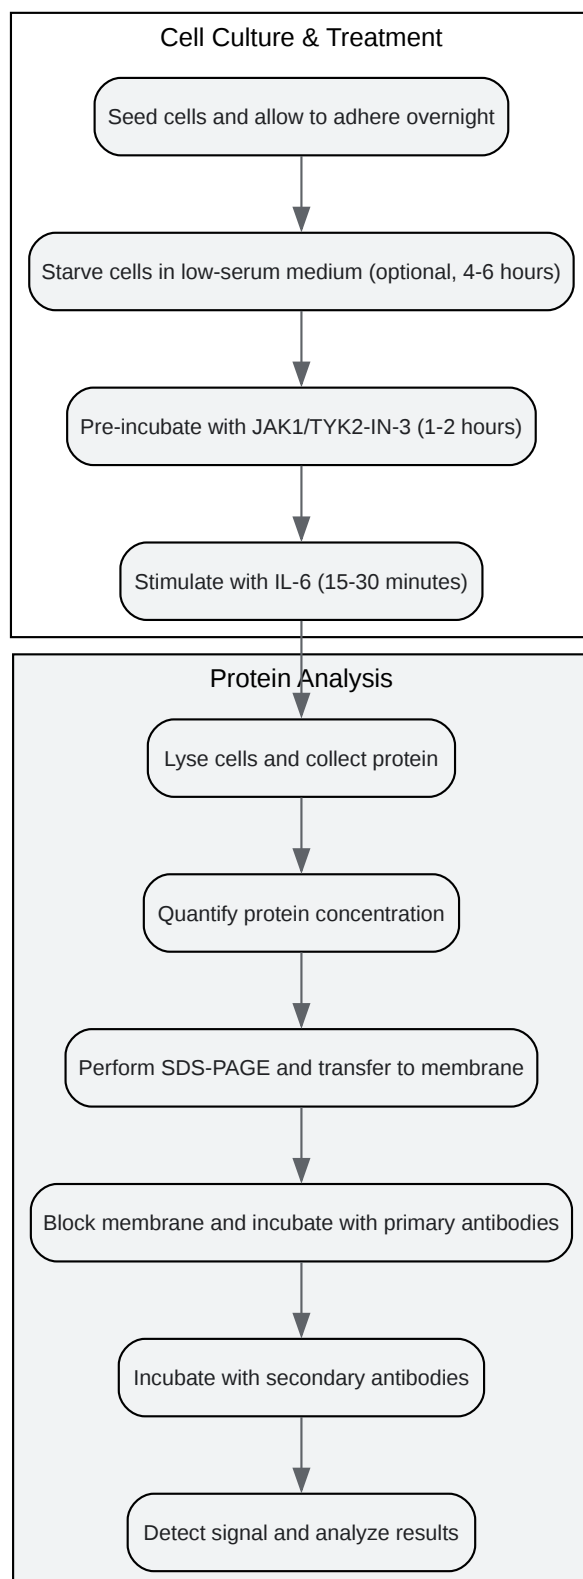 Cell Culture & Treatment
Seed cells and allow to adhere overnight
Starve cells in low-serum medium (optional, 4-6 hours)
Pre-incubate with JAK1/TYK2-IN-3 (1-2 hours)
Stimulate with IL-6 (15-30 minutes)
Protein Analysis
Lyse cells and collect protein
Quantify protein concentration
Perform SDS-PAGE and transfer to membrane
Block membrane and incubate with primary antibodies
Incubate with secondary antibodies
Detect signal and analyze results